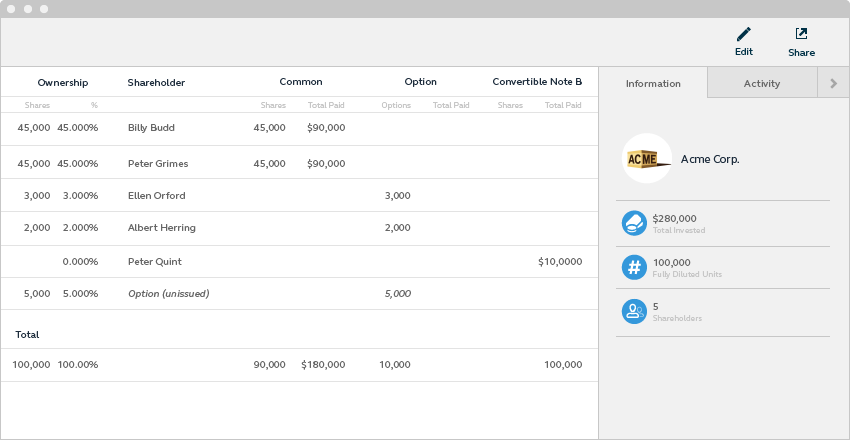 Edit Share
Ownership Shareholder Common Option Convertible Note B
Shares % Shares Total Paid Options Total Paid Shares Total Paid
45,000 45.000% Billy Budd 45,000 $90,000
45,000 45.000% Peter Grimes 45,000 $90,000
3,000 3.000% Ellen Orford 3,000
2,000 2.000% Albert Herring 2,000
0.000% Peter Quint $10,0000
5,000 5.000% Option (unissued) 5,000
Total
100,000 100.00% 90,000 $180,000 10,000 100,000
Information Activity
ACME Acme Corp.
$280,000
Total Invested
# 100,000
Fully Diluted Units
5
Shareholders